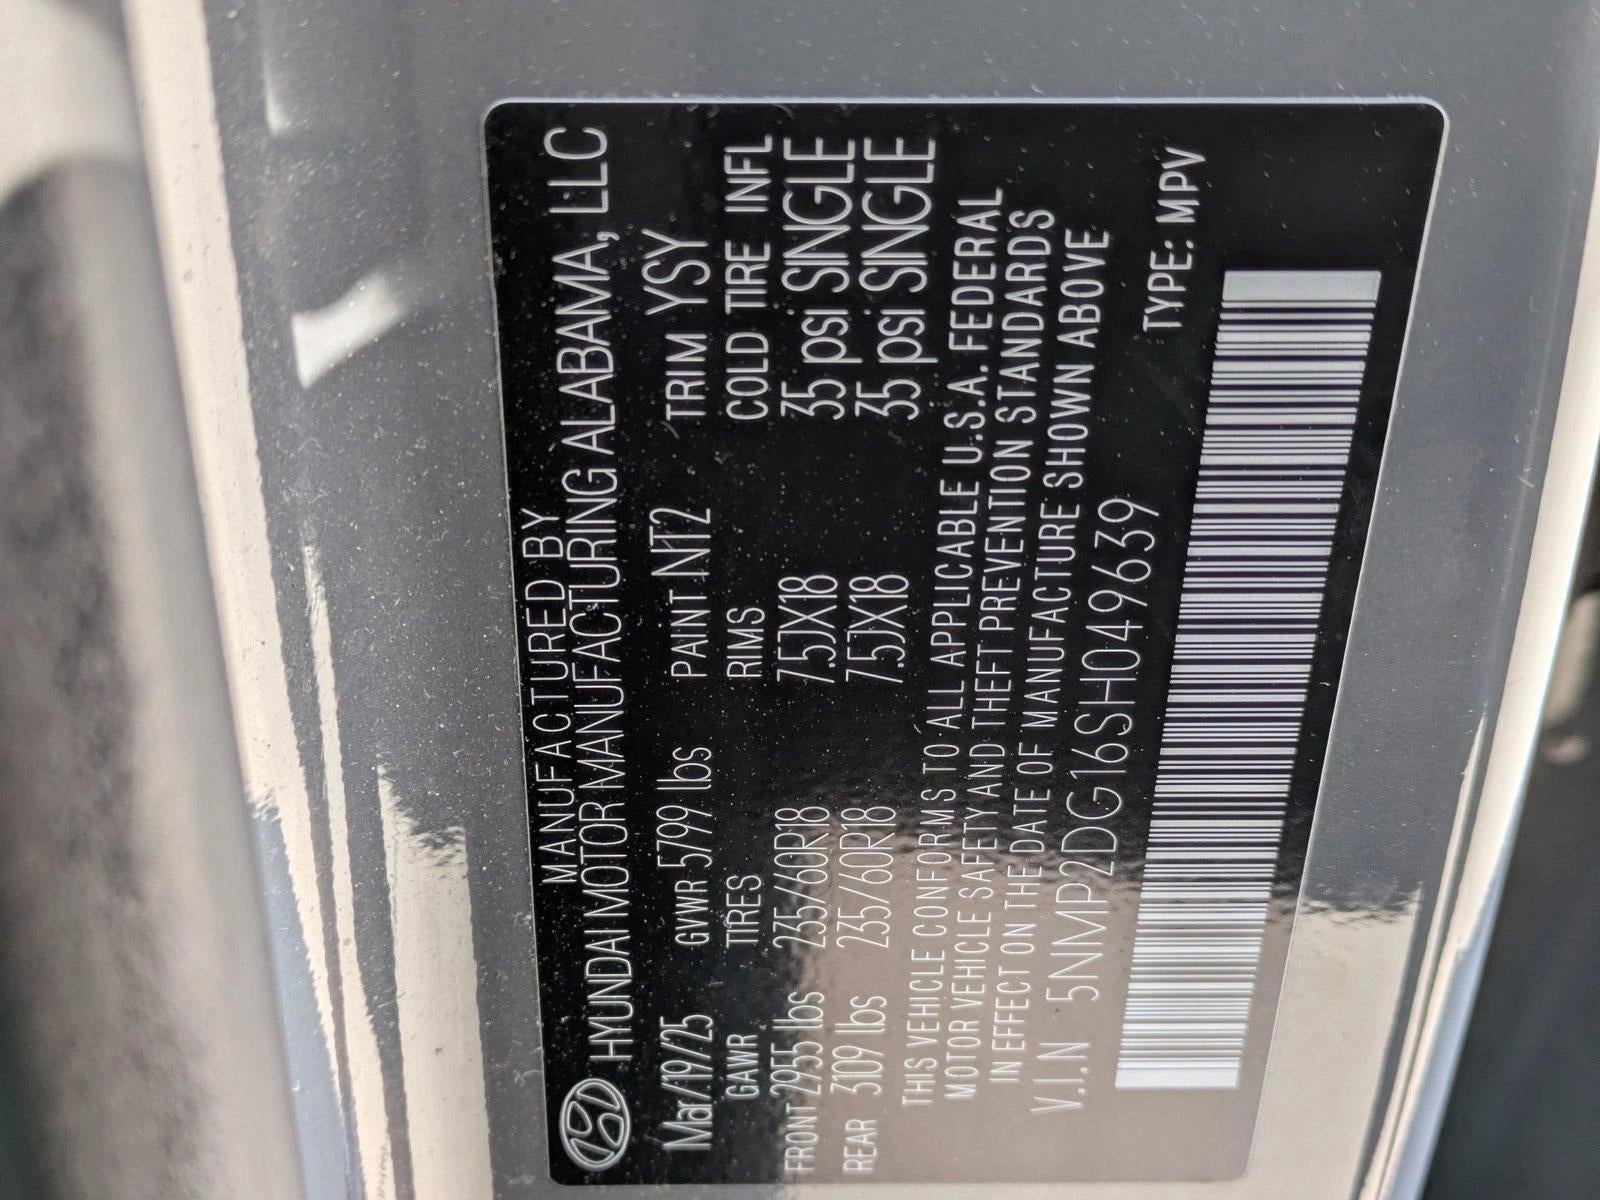 MANUFACTURED BY
HYUNDAI MOTOR MANUFACTURING ALABAMA, LLC
Mar/19/25 GVWR 5799 lbs PAINT NT2 TRIM YSY
GAWR TIRES RIMS COLD TIRE INFL
FRONT 2955 lbs 235/60R18 7.5JX18 35 psi SINGLE
REAR 3109 lbs 235/60R18 7.5JX18 35 psi SINGLE
THIS VEHICLE CONFORMS TO ALL APPLICABLE U.S.A. FEDERAL
MOTOR VEHICLE SAFETY AND THEFT PREVENTION STANDARDS
IN EFFECT ON THE DATE OF MANUFACTURE SHOWN ABOVE
V.I.N 5NMP2DG16SH049639
TYPE: MPV